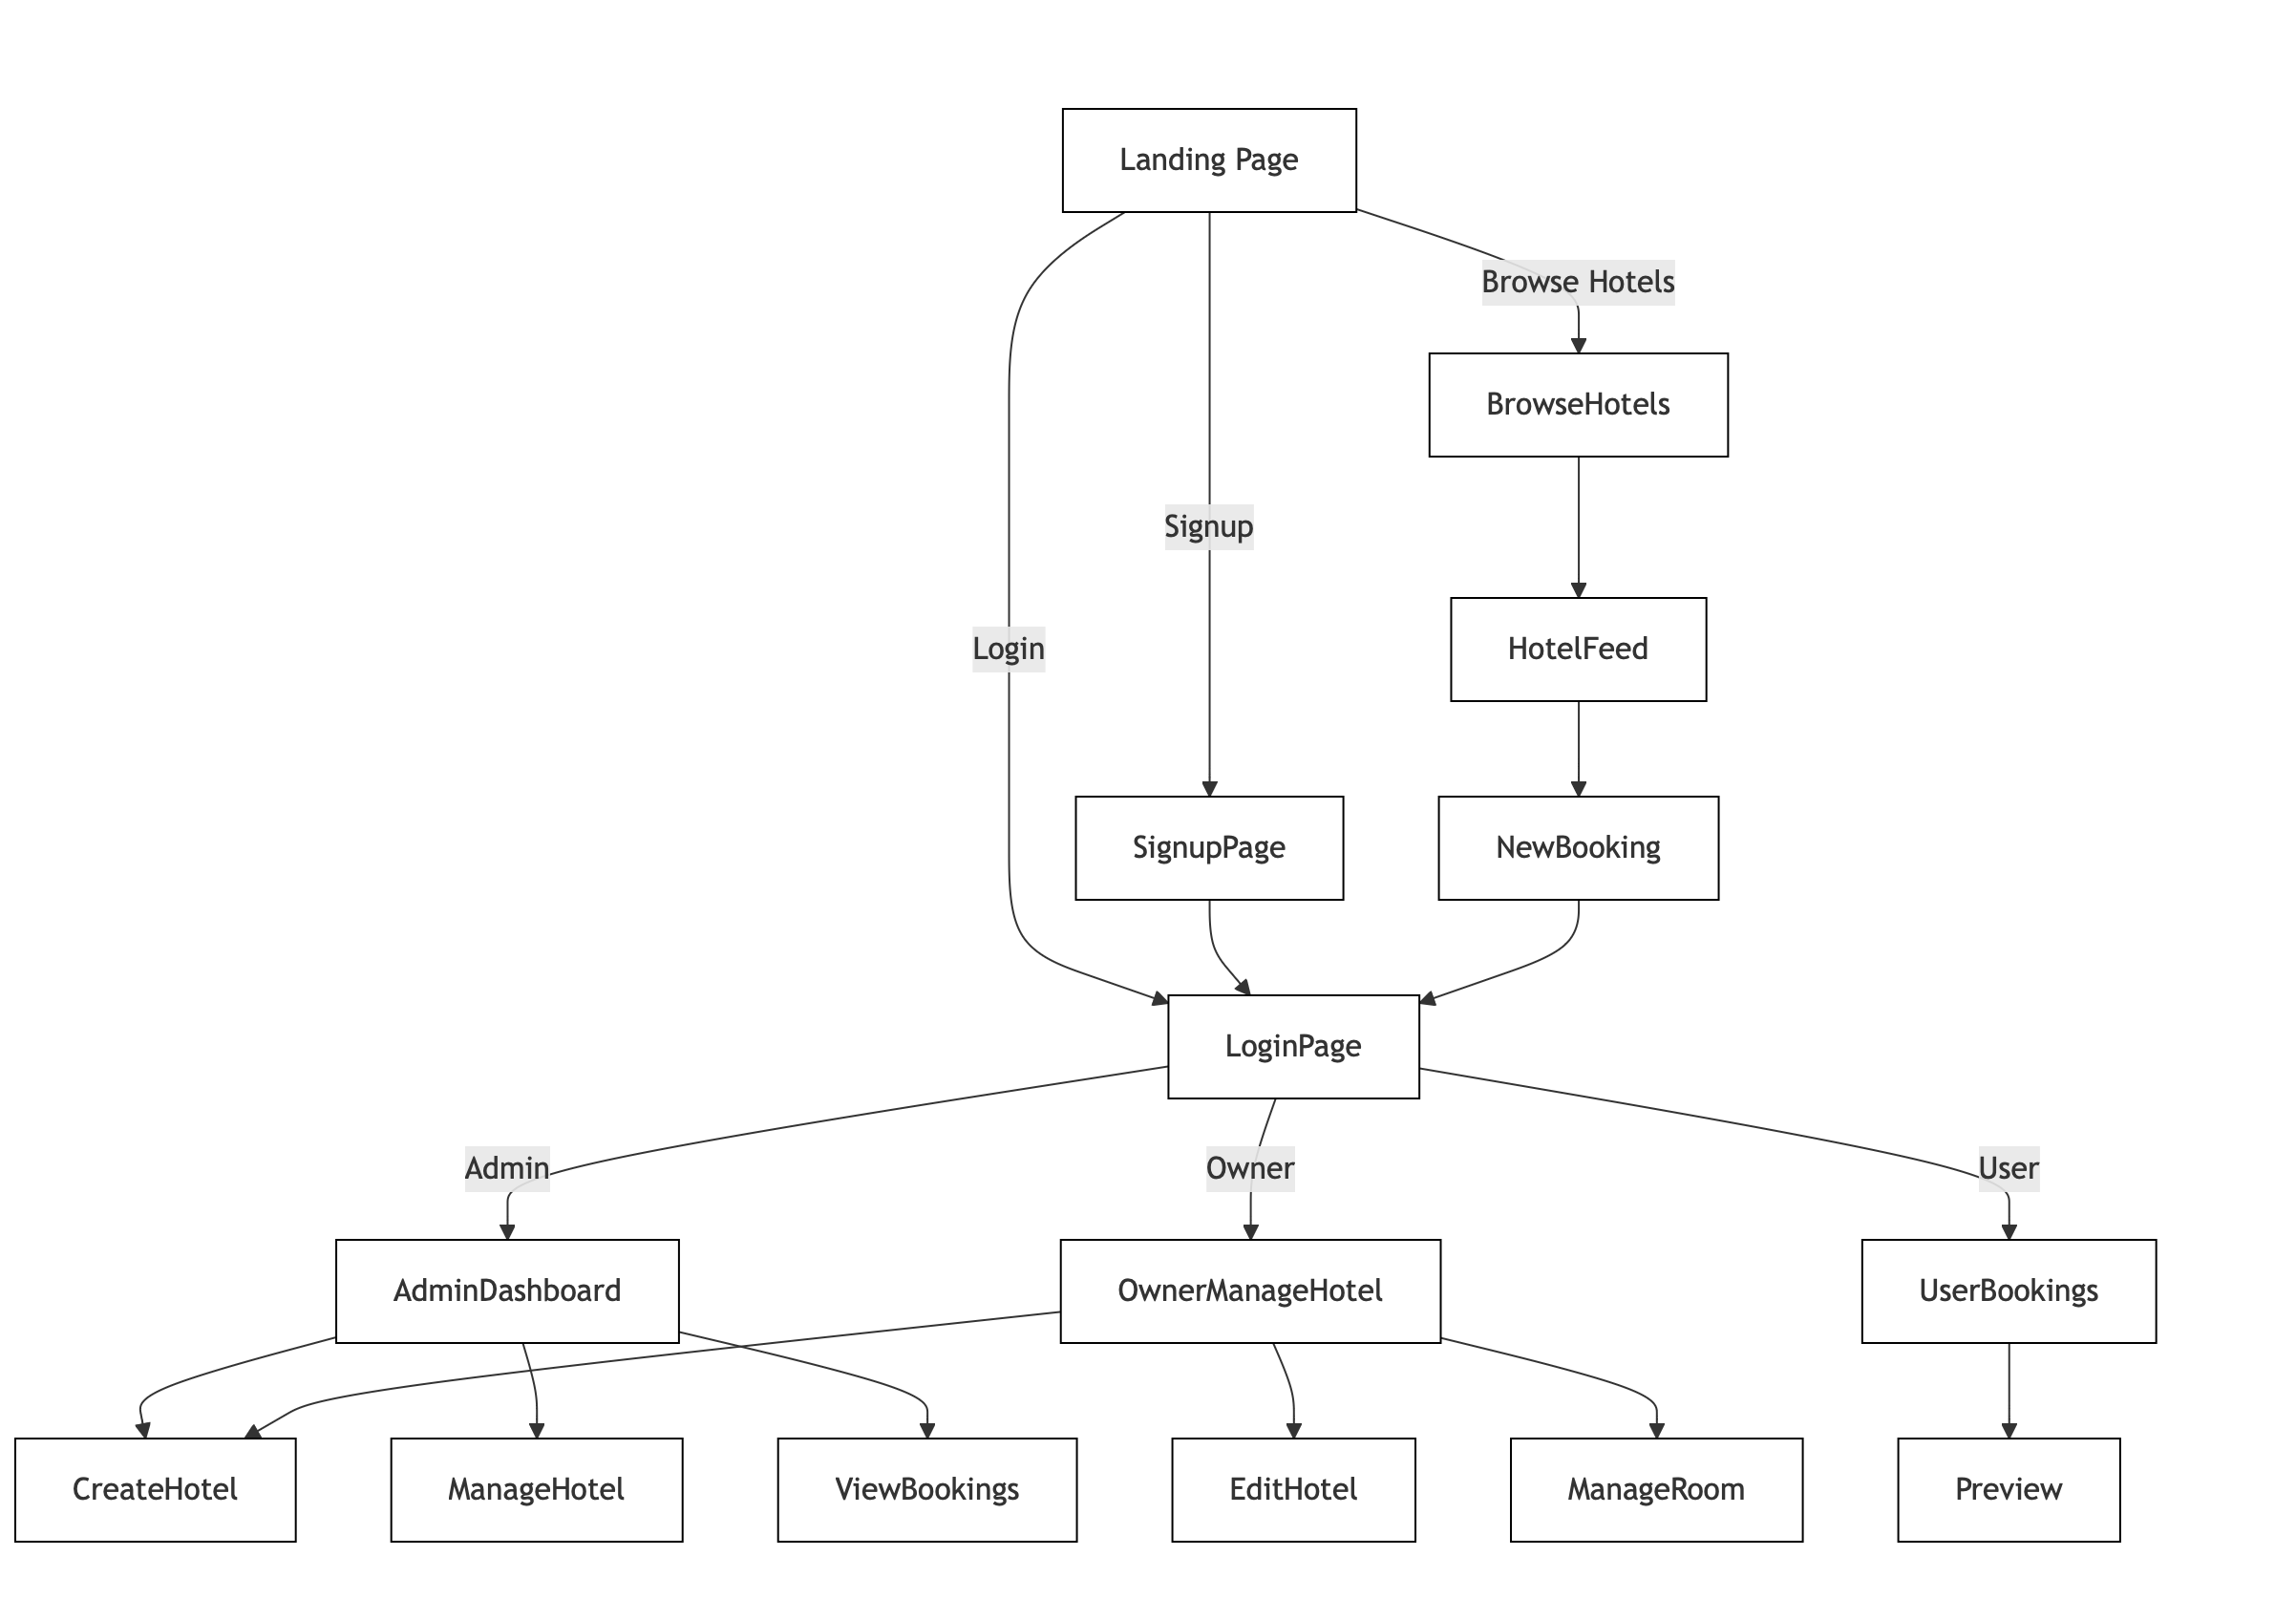 Landing Page
Browse Hotels
BrowseHotels
Signup
Login
HotelFeed
SignupPage
NewBooking
LoginPage
Admin
Owner
User
AdminDashboard
OwnerManageHotel
UserBookings
CreateHotel
ManageHotel
ViewBookings
EditHotel
ManageRoom
Preview